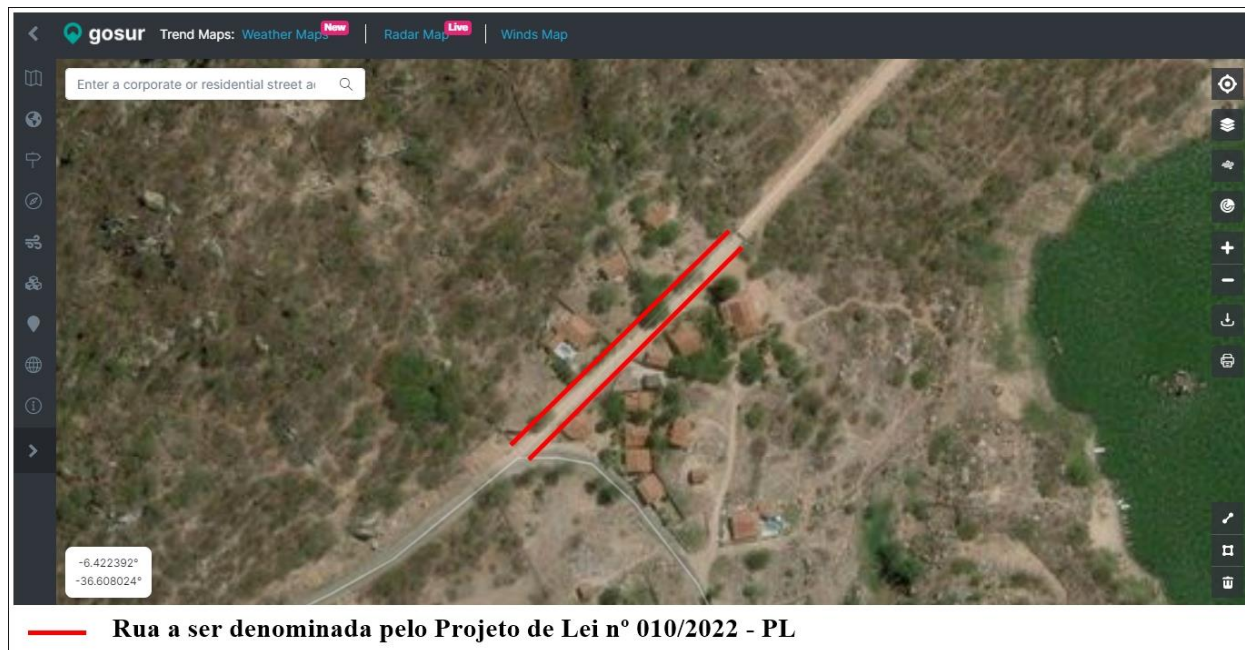 gosur Trend Maps: Weather Maps New Radar Map Live Winds Map
Enter a corporate or residential street a
-6.422392°
-36.608024°
Rua a ser denominada pelo Projeto de Lei nº 010/2022 - PL